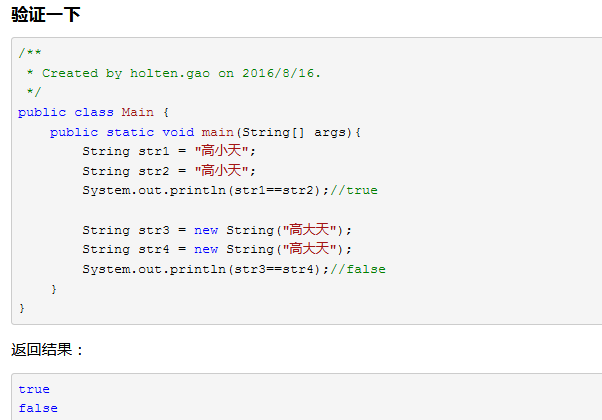 验证一下
/**
 * Created by holten.gao on 2016/8/16.
 */
public class Main {
    public static void main(String[] args){
        String str1 = "高小天";
        String str2 = "高小天";
        System.out.println(str1==str2);//true
        String str3 = new String("高大天");
        String str4 = new String("高大天");
        System.out.println(str3==str4);//false
    }
}
返回结果：
true
false